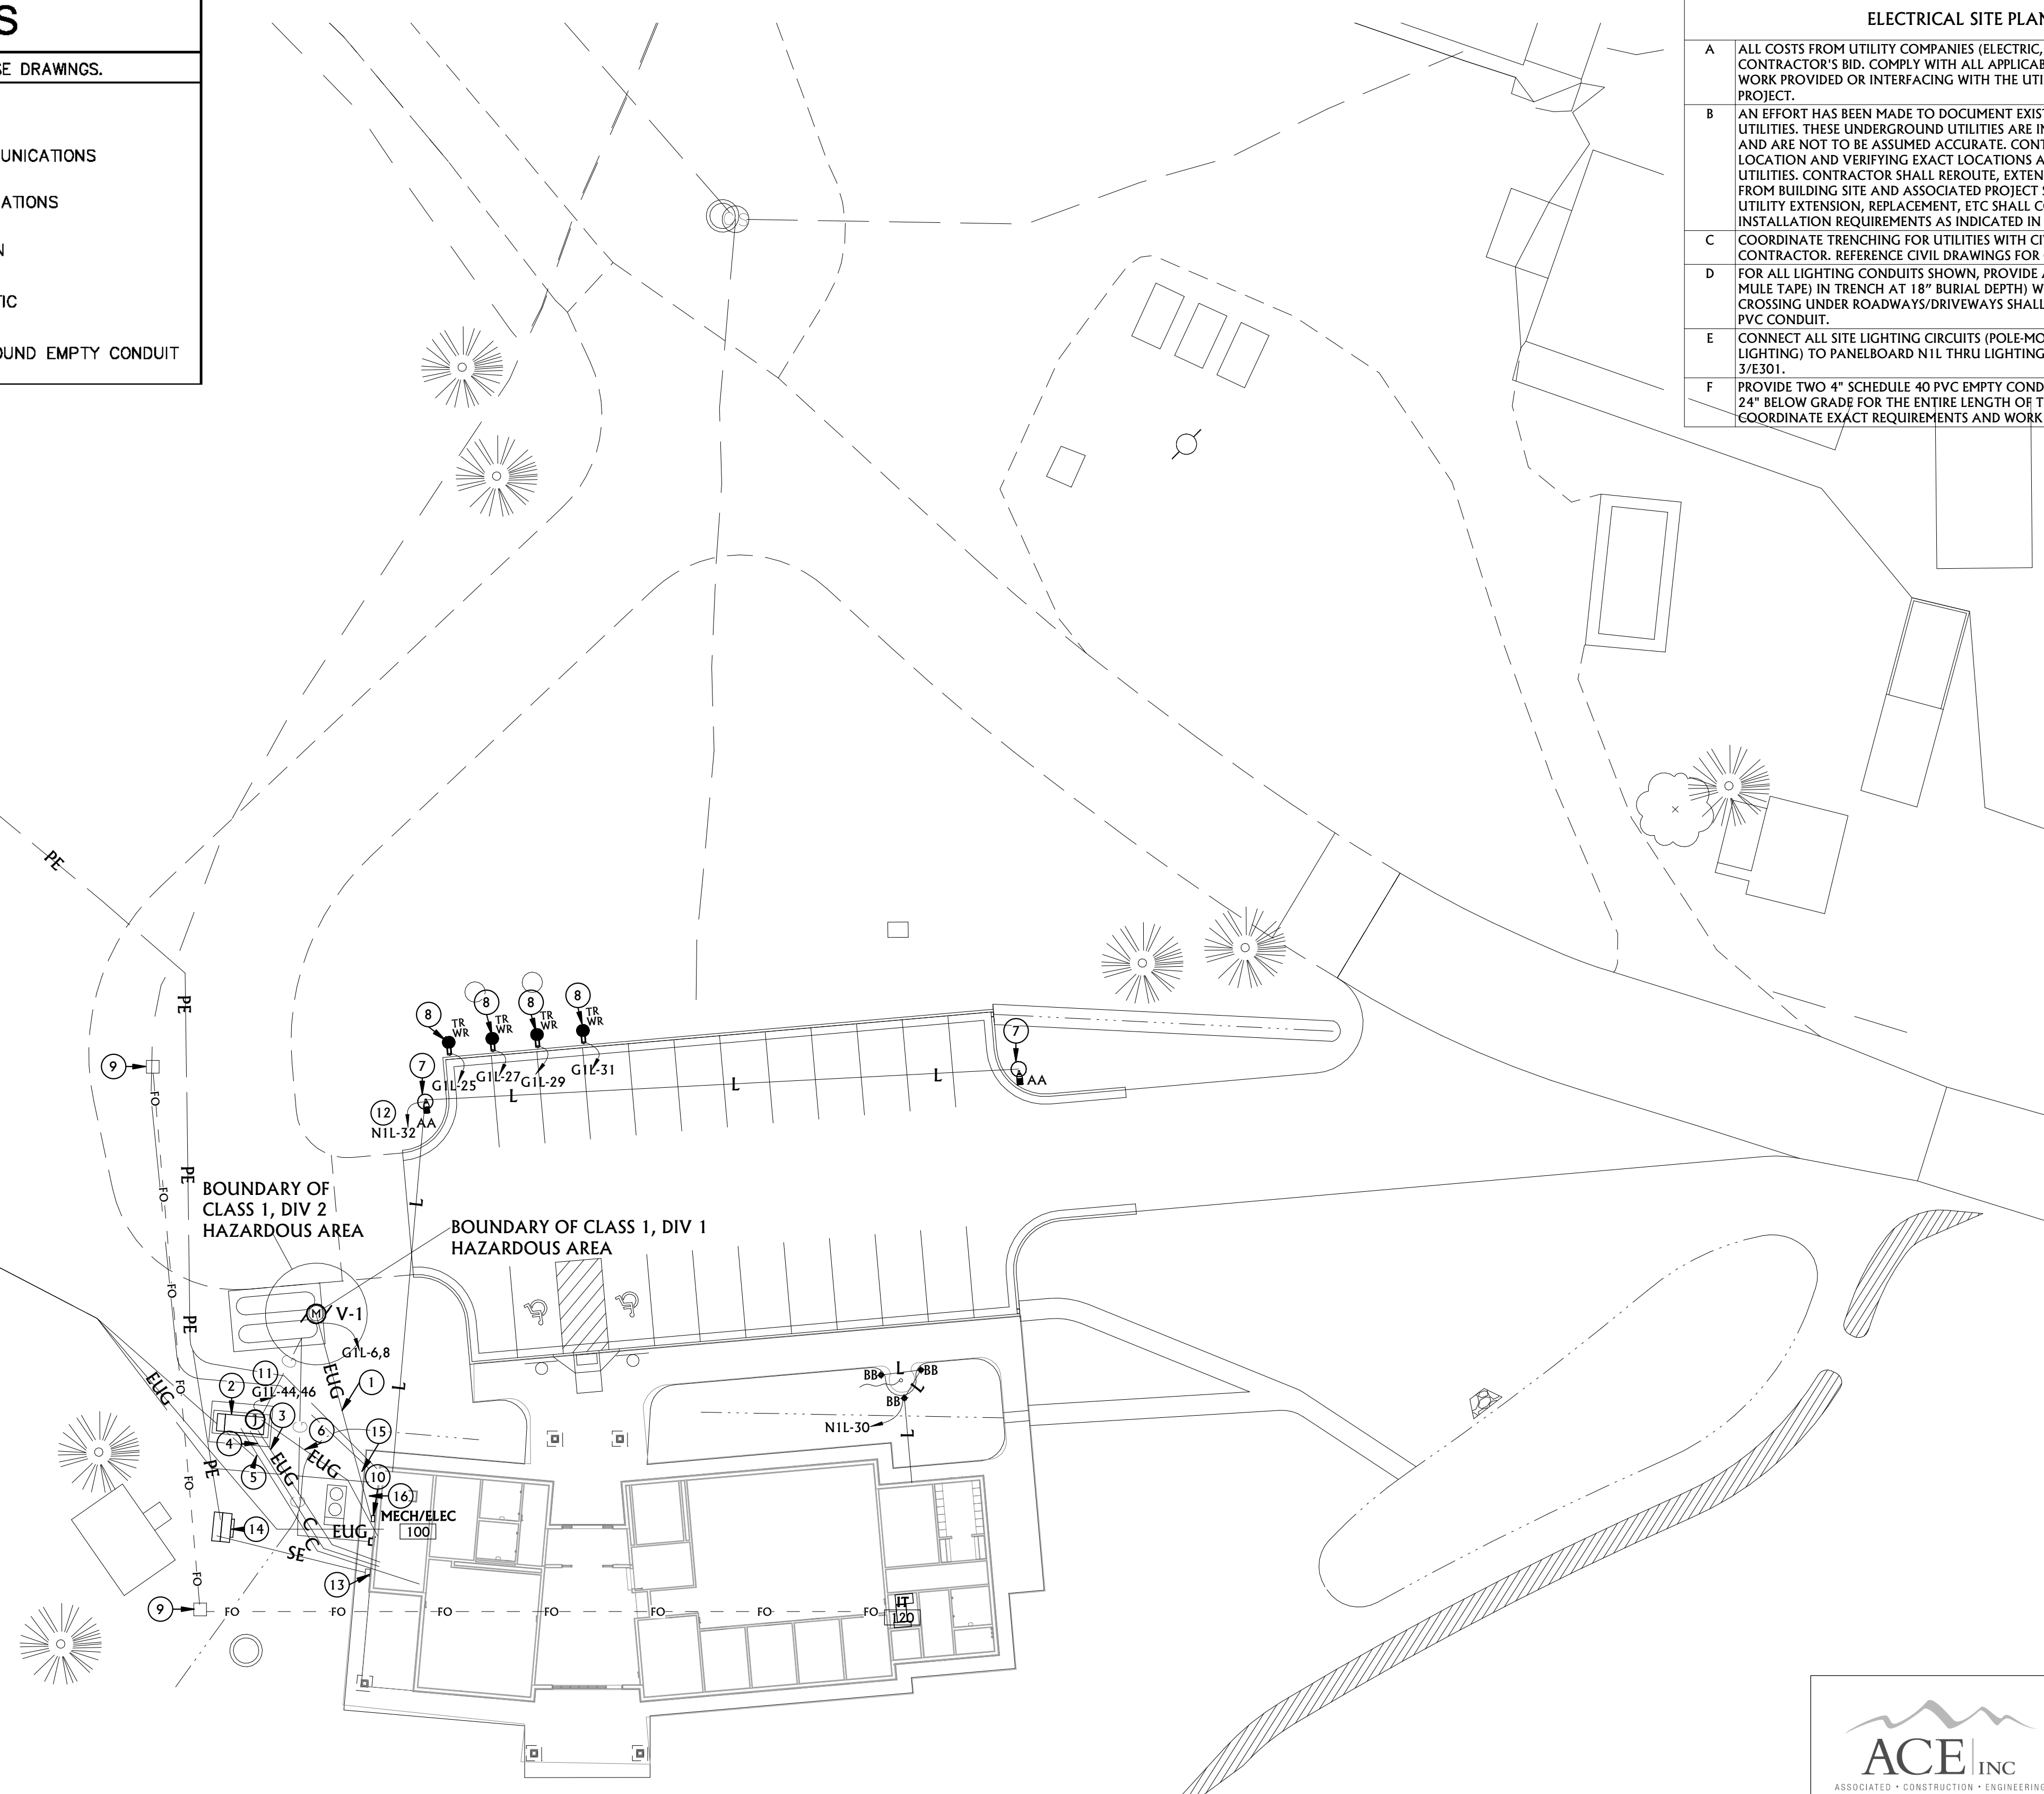 S
SE DRAWINGS.
UNICATIONS
ATIONS
N
TIC
OUND EMPTY CONDUIT
ELECTRICAL SITE PLAN
A
ALL COSTS FROM UTILITY COMPANIES (ELECTRIC,
CONTRACTOR'S BID. COMPLY WITH ALL APPLICAB
WORK PROVIDED OR INTERFACING WITH THE UTI
PROJECT.
B
AN EFFORT HAS BEEN MADE TO DOCUMENT EXIS
UTILITIES. THESE UNDERGROUND UTILITIES ARE I
AND ARE NOT TO BE ASSUMED ACCURATE. CONT
LOCATION AND VERIFYING EXACT LOCATIONS A
UTILITIES. CONTRACTOR SHALL REROUTE, EXTEN
FROM BUILDING SITE AND ASSOCIATED PROJECT S
UTILITY EXTENSION, REPLACEMENT, ETC SHALL C
INSTALLATION REQUIREMENTS AS INDICATED IN
C
COORDINATE TRENCHING FOR UTILITIES WITH CI
CONTRACTOR. REFERENCE CIVIL DRAWINGS FOR
D
FOR ALL LIGHTING CONDUITS SHOWN, PROVIDE A
MULE TAPE) IN TRENCH AT 18" BURIAL DEPTH) W
CROSSING UNDER ROADWAYS/DRIVEWAYS SHALL
PVC CONDUIT.
E
CONNECT ALL SITE LIGHTING CIRCUITS (POLE-MO
LIGHTING) TO PANELBOARD N1L THRU LIGHTING
3/E301.
F
PROVIDE TWO 4" SCHEDULE 40 PVC EMPTY COND
24" BELOW GRADE FOR THE ENTIRE LENGTH OF T
COORDINATE EXACT REQUIREMENTS AND WORK
PE
PE
8
8
8
8
TR
WR
TR
WR
TR
WR
TR
WR
7
9
7
G1L-25
G1L-27
G1L-29
G1L-31
L
L
L
A
AA
A
AA
FO
12
N1L-32
PE
FO
L
BOUNDARY OF
CLASS 1, DIV 2
HAZARDOUS AREA
BOUNDARY OF CLASS 1, DIV 1
HAZARDOUS AREA
FO
M
V-1
PE
G1L-6,8
EUG
11
1
L
EUG
FO
2
G1L-44,46
J
3
4
6
15
5
EUG
EUG
PE
FO
10
16
MECH/ELEC
100
BB
L
BB
L
BB
N1L-30
L
14
C
C
EUG
SE
13
FO
9
FO
FO
FO
FO
FO
FO
FO
IT
120
ACE INC
ASSOCIATED • CONSTRUCTION • ENGINEERING